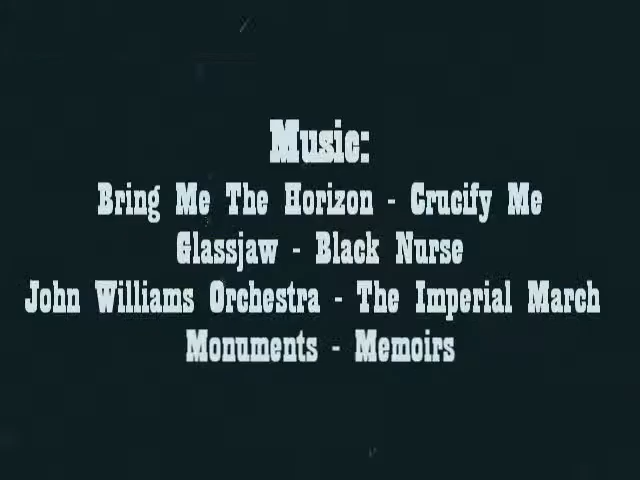 Music:
Bring Me The Horizon - Crucify Me
Glassjaw - Black Nurse
John Williams Orchestra - The Imperial March
Monuments - Memoirs